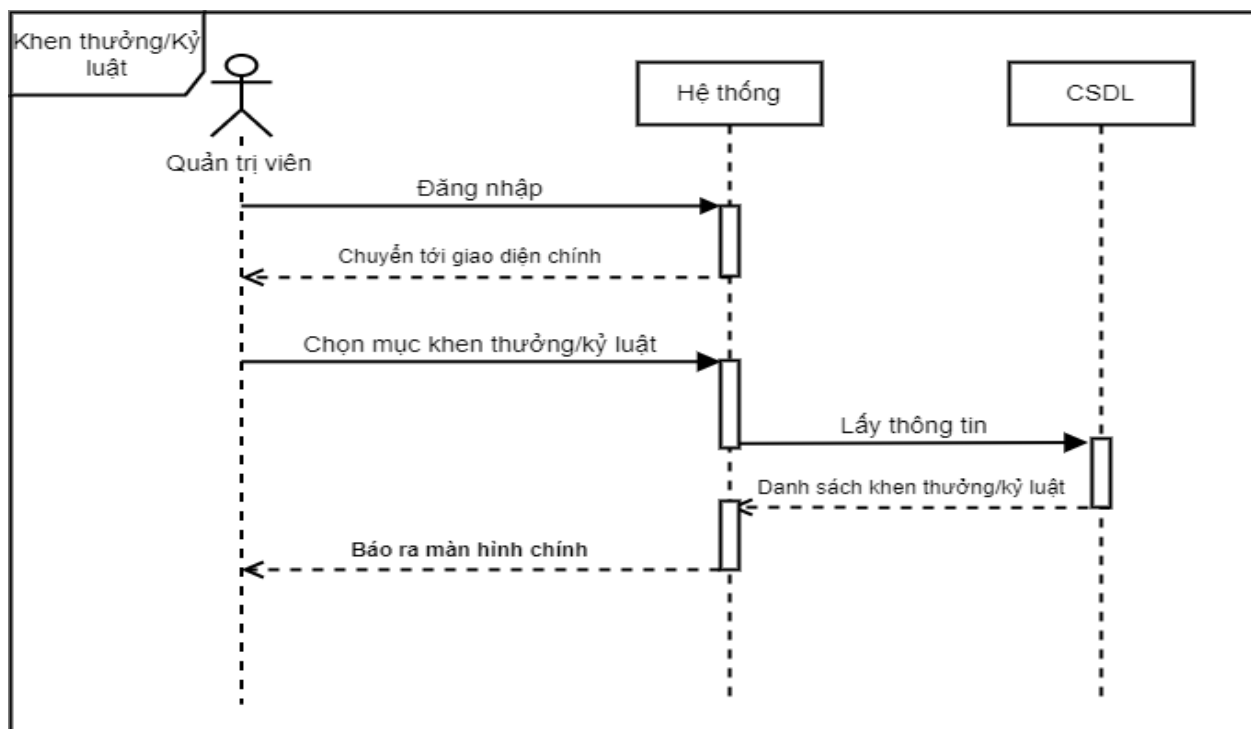 Khen thưởng/Kỷ
luật
Hệ thống
CSDL
Quản trị viên
Đăng nhập
Chuyển tới giao diện chính
Chọn mục khen thưởng/kỷ luật
Lấy thông tin
Danh sách khen thưởng/kỷ luật
Báo ra màn hình chính